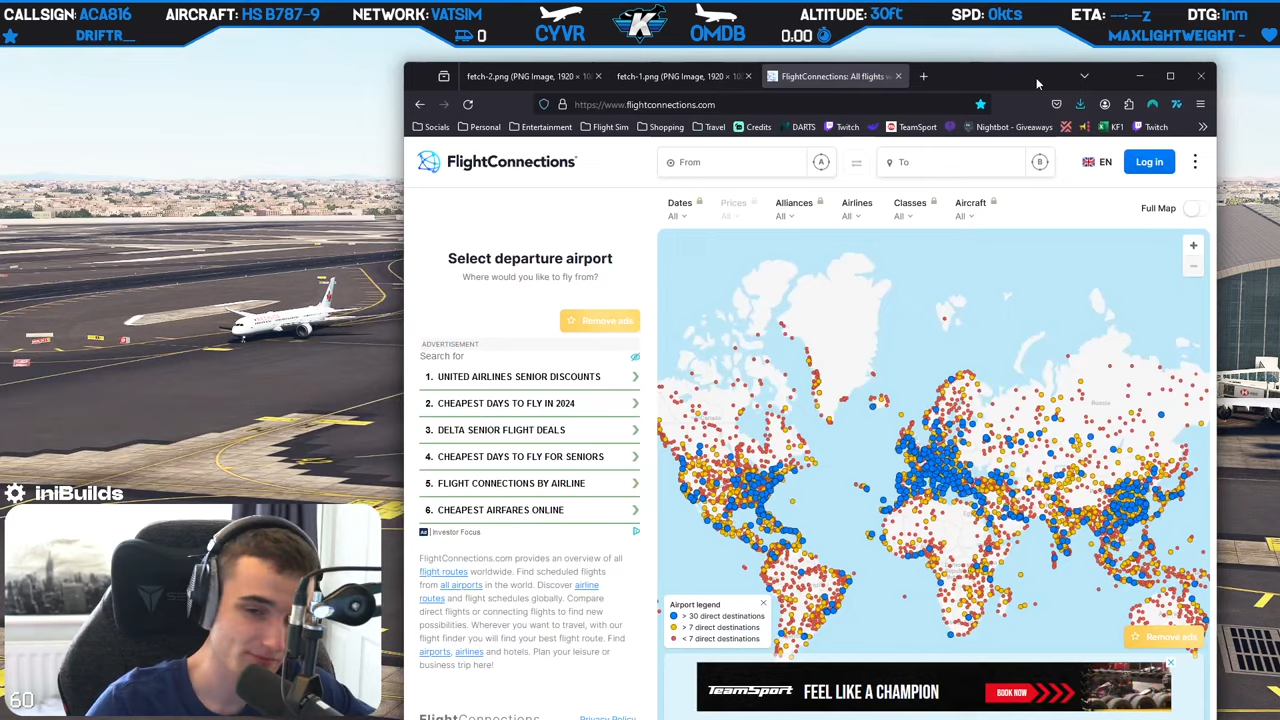 CALLSIGN: ACA816
AIRCRAFT: HS B787-9
NETWORK: VATSIM
ALTITUDE: 30ft
SPD: 0kts
ETA: --:--z
DTG: 1nm
DRIFTR__
0
CYVR
K
OMDB
0:00
MAXLIGHTWEIGHT -
fetch-2.png (PNG Image, 1920 × 10
fetch-1.png (PNG Image, 1920 × 10
FlightConnections: All flights w
https://www.flightconnections.com
Socials
Personal
Entertainment
Flight Sim
Shopping
Travel
Credits
DARTS
Twitch
TeamSport
Nightbot - Giveaways
KF1
Twitch
FlightConnections
From
A
To
B
EN
Log in
Dates
Prices
Alliances
Airlines
Classes
Aircraft
All
All
All
All
All
All
Full Map
Select departure airport
Where would you like to fly from?
Remove ads
ADVERTISEMENT
Search for
1. UNITED AIRLINES SENIOR DISCOUNTS
2. CHEAPEST DAYS TO FLY IN 2024
3. DELTA SENIOR FLIGHT DEALS
4. CHEAPEST DAYS TO FLY FOR SENIORS
5. FLIGHT CONNECTIONS BY AIRLINE
6. CHEAPEST AIRFARES ONLINE
Ad Investor Focus
FlightConnections.com provides an overview of all
flight routes worldwide. Find scheduled flights
from all airports in the world. Discover airline
routes and flight schedules globally. Compare
direct flights or connecting flights to find new
possibilities. Wherever you want to travel, with our
flight finder you will find your best flight route. Find
airports, airlines and hotels. Plan your leisure or
business trip here!
FlightConnections
Privacy Policy
+
−
Canada
Russia
Airport legend
> 30 direct destinations
> 7 direct destinations
< 7 direct destinations
Remove ads
TEAMSPORT
FEEL LIKE A CHAMPION
BOOK NOW
iniBuilds
60